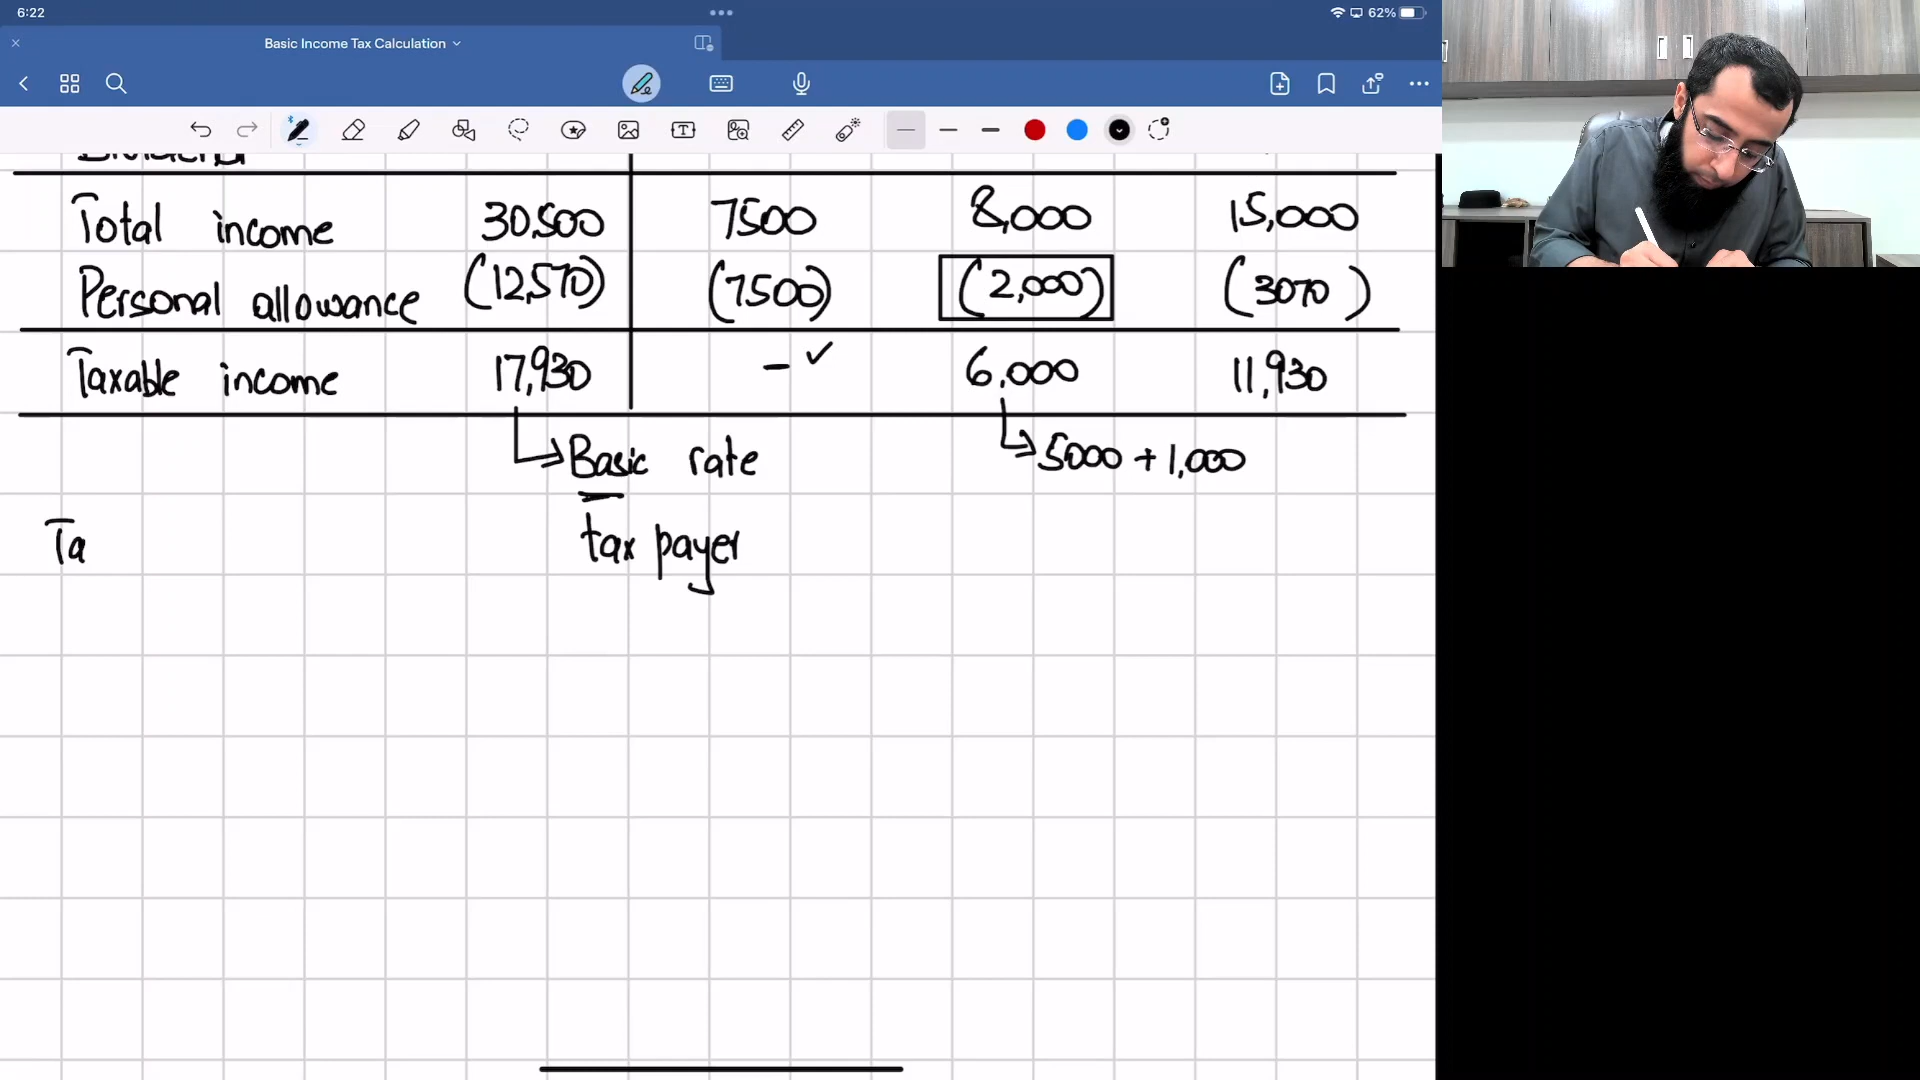 6:22
62%
Basic Income Tax Calculation
Dividend
Total income 30,500 7500 8,000 15,000
Personal allowance (12,570) (7500) (2,000) (3070 )
Taxable income 17,930 - ✓ 6,000 11,930
Basic rate 5000 + 1,000
Ta tax payer